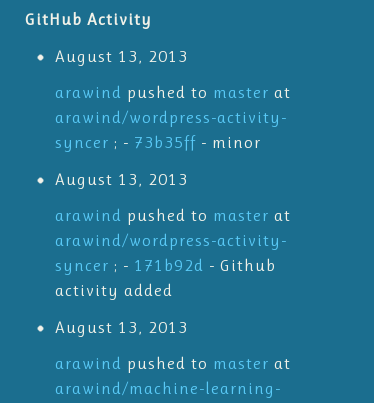 GitHub Activity
August 13, 2013
arawind pushed to master at
arawind/wordpress-activity-
syncer ; - 73b35ff - minor
August 13, 2013
arawind pushed to master at
arawind/wordpress-activity-
syncer ; - 171b92d - Github
activity added
August 13, 2013
arawind pushed to master at
arawind/machine-learning-